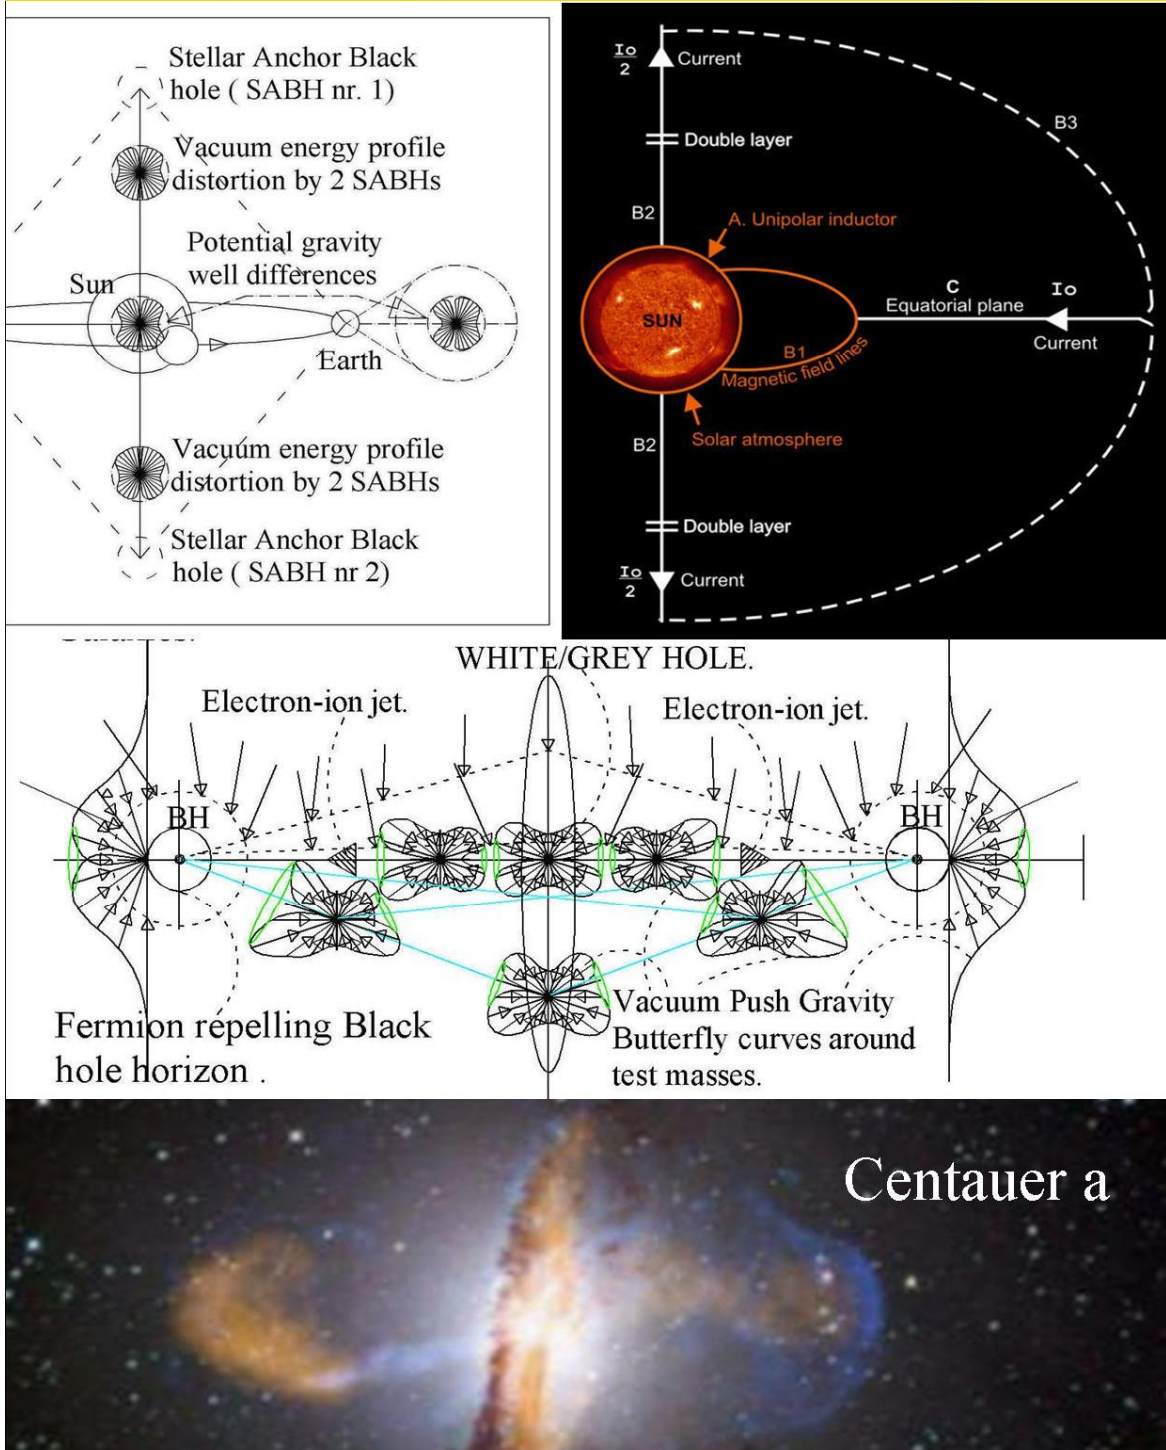 Stellar Anchor Black
hole ( SABH nr. 1)
Vacuum energy profile
distortion by 2 SABHs
Potential gravity
well differences
Sun
Earth
Vacuum energy profile
distortion by 2 SABHs
Stellar Anchor Black
hole ( SABH nr 2)
Io
2
Current
B3
Double layer
B2
A. Unipolar inductor
C
Io
Equatorial plane
SUN
Current
B1
Magnetic field lines
B2
Solar atmosphere
Double layer
Io
2
Current
WHITE/GREY HOLE.
Electron-ion jet.
Electron-ion jet.
BH
BH
Vacuum Push Gravity
Butterfly curves around
test masses.
Fermion repelling Black
hole horizon .
Centauer a